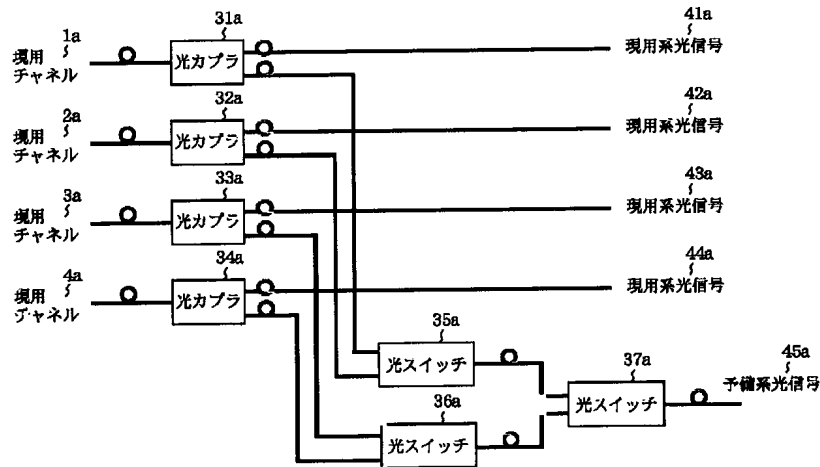 31a
41a
1a
現用
チャネル
光カプラ
現用系光信号
32a
42a
2a
現用
チャネル
光カプラ
現用系光信号
33a
43a
3a
現用
チャネル
光カプラ
現用系光信号
34a
44a
4a
現用
チャネル
光カプラ
現用系光信号
35a
光スイッチ
37a
45a
予備系光信号
光スイッチ
36a
光スイッチ